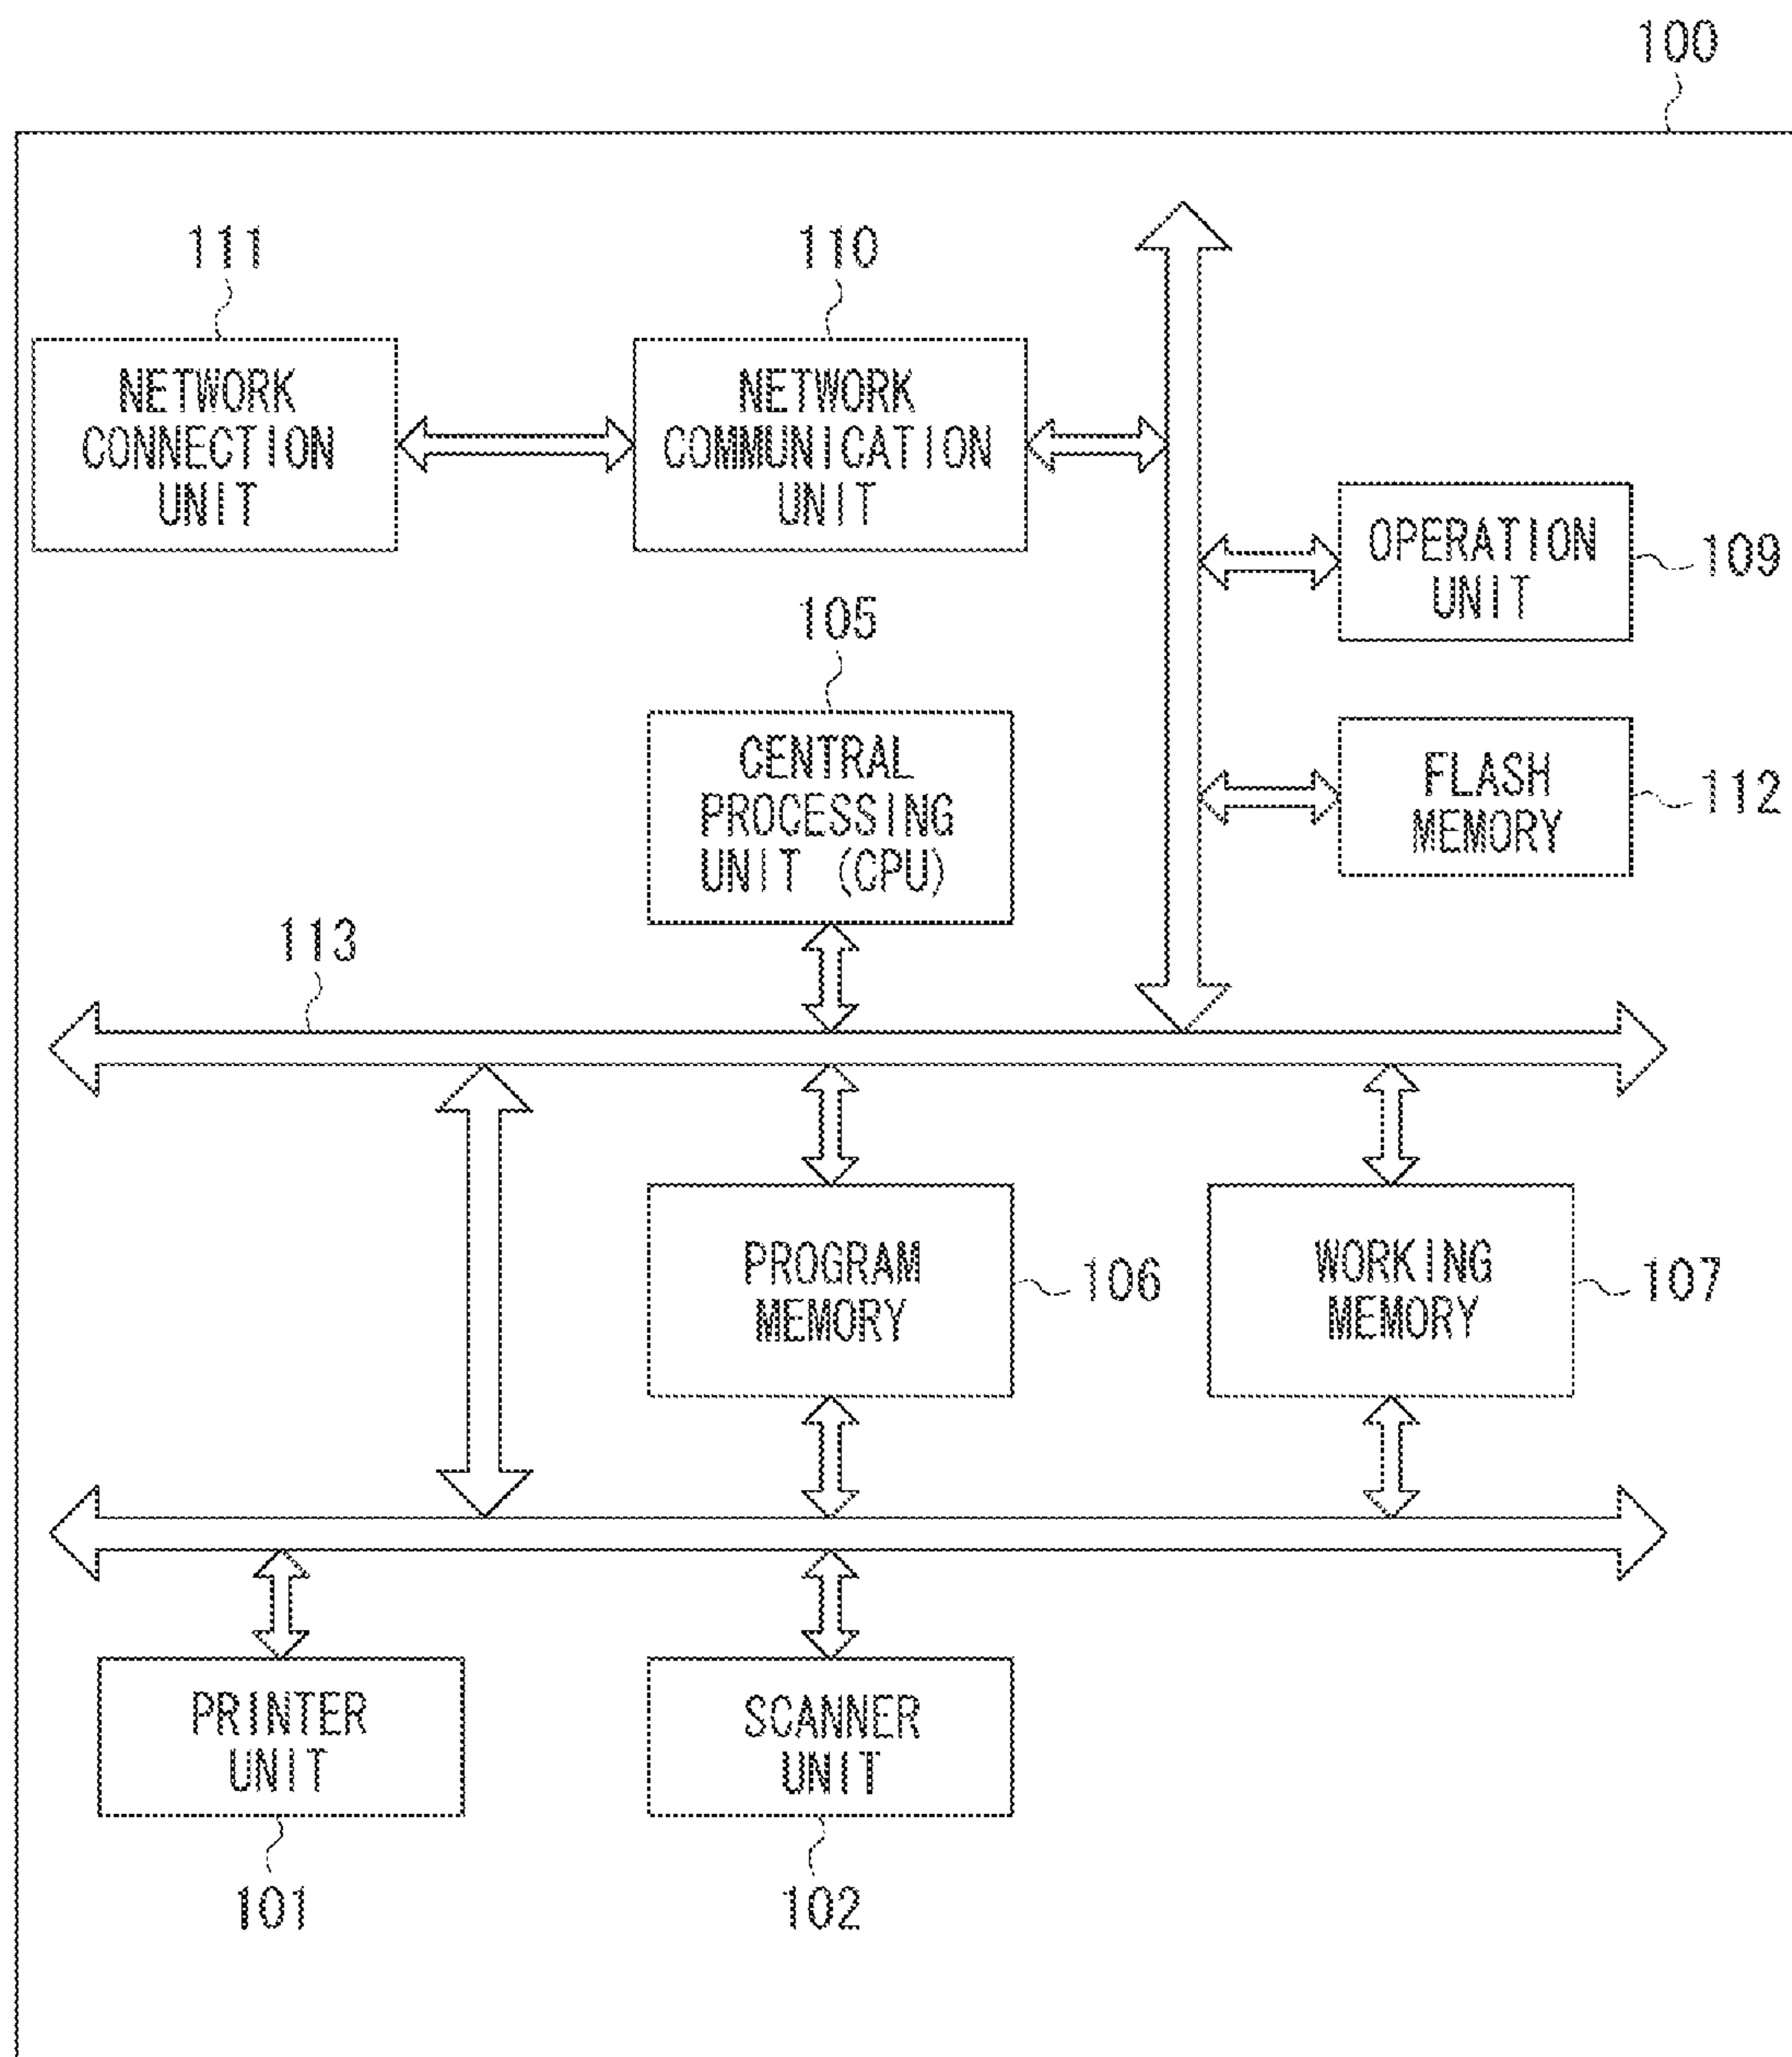 100
111
110
NETWORK
CONNECTION
UNIT
NETWORK
COMMUNICATION
UNIT
OPERATION
UNIT
109
105
CENTRAL
PROCESSING
UNIT (CPU)
FLASH
MEMORY
112
113
PROGRAM
MEMORY
106
WORKING
MEMORY
107
PRINTER
UNIT
SCANNER
UNIT
101
102